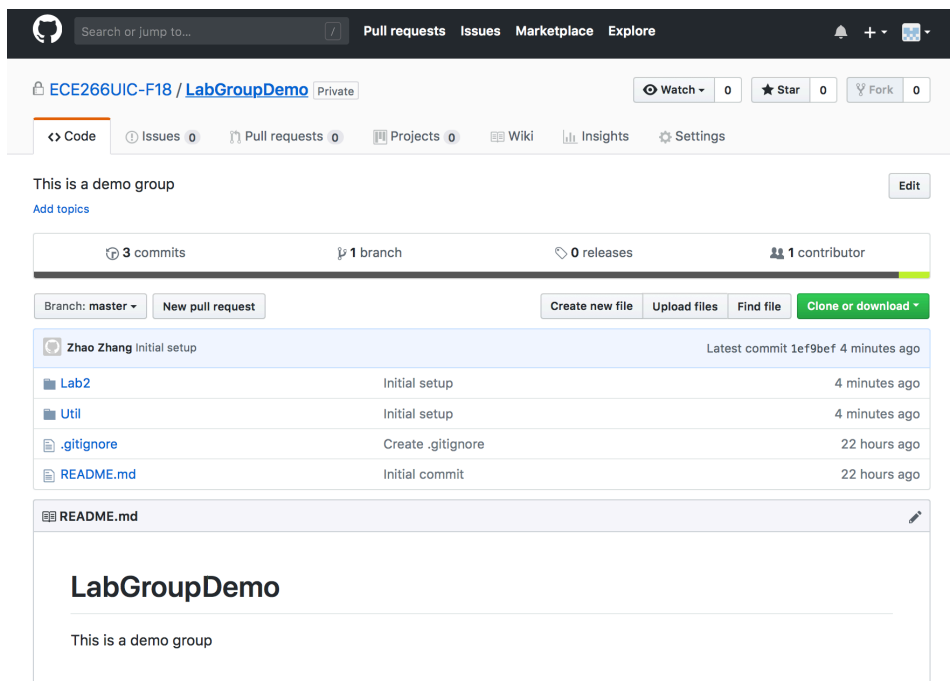 Search or jump to... / Pull requests Issues Marketplace Explore
ECE266UIC-F18 / LabGroupDemo Private Watch 0 Star 0 Fork 0
<> Code Issues 0 Pull requests 0 Projects 0 Wiki Insights Settings
This is a demo group Edit
Add topics
3 commits 1 branch 0 releases 1 contributor
Branch: master New pull request Create new file Upload files Find file Clone or download
Zhao Zhang Initial setup Latest commit 1ef9bef 4 minutes ago
Lab2 Initial setup 4 minutes ago
Util Initial setup 4 minutes ago
.gitignore Create .gitignore 22 hours ago
README.md Initial commit 22 hours ago
README.md
LabGroupDemo
This is a demo group